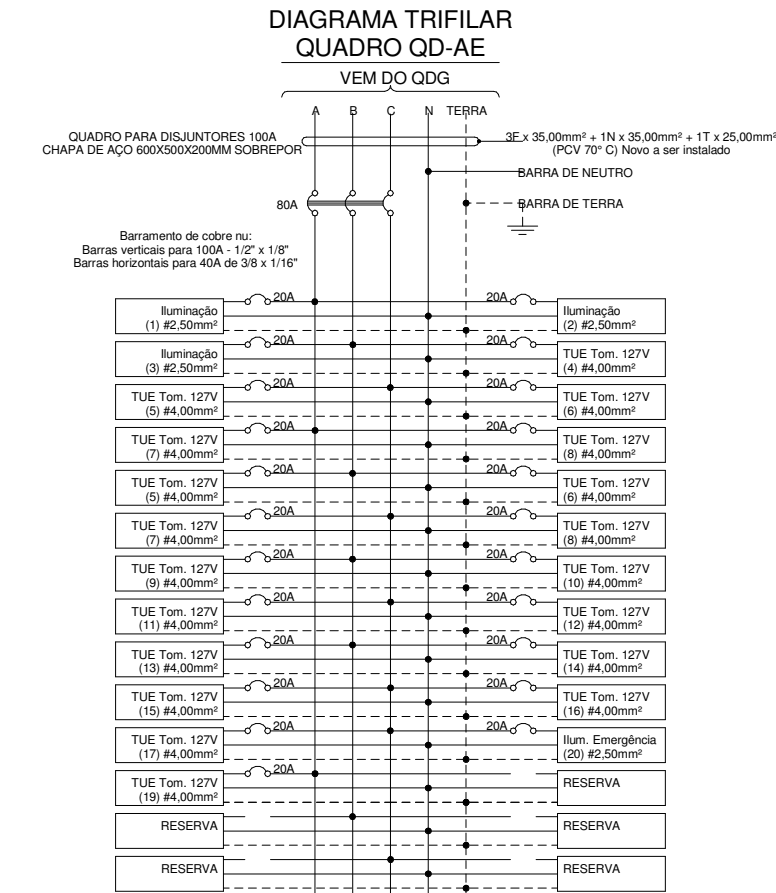 DIAGRAMA TRIFILAR
QUADRO QD-AE
VEM DO QDG
A B C N TERRA
QUADRO PARA DISJUNTORES 100A
CHAPA DE AÇO 600X500X200MM SOBREPOR
3F x 35,00mm² + 1N x 35,00mm² + 1T x 25,00mm²
(PCV 70° C) Novo a ser instalado
BARRA DE NEUTRO
80A
BARRA DE TERRA
Barramento de cobre nu:
Barras verticais para 100A - 1/2" x 1/8"
Barras horizontais para 40A de 3/8 x 1/16"
20A 20A
Iluminação
(1) #2,50mm²
Iluminação
(2) #2,50mm²
20A 20A
Iluminação
(3) #2,50mm²
TUE Tom. 127V
(4) #4,00mm²
20A 20A
TUE Tom. 127V
(5) #4,00mm²
TUE Tom. 127V
(6) #4,00mm²
20A 20A
TUE Tom. 127V
(7) #4,00mm²
TUE Tom. 127V
(8) #4,00mm²
20A 20A
TUE Tom. 127V
(5) #4,00mm²
TUE Tom. 127V
(6) #4,00mm²
20A 20A
TUE Tom. 127V
(7) #4,00mm²
TUE Tom. 127V
(8) #4,00mm²
20A 20A
TUE Tom. 127V
(9) #4,00mm²
TUE Tom. 127V
(10) #4,00mm²
20A 20A
TUE Tom. 127V
(11) #4,00mm²
TUE Tom. 127V
(12) #4,00mm²
20A 20A
TUE Tom. 127V
(13) #4,00mm²
TUE Tom. 127V
(14) #4,00mm²
20A 20A
TUE Tom. 127V
(15) #4,00mm²
TUE Tom. 127V
(16) #4,00mm²
20A 20A
TUE Tom. 127V
(17) #4,00mm²
Ilum. Emergência
(20) #2,50mm²
20A
TUE Tom. 127V
(19) #4,00mm²
RESERVA
RESERVA
RESERVA
RESERVA
RESERVA